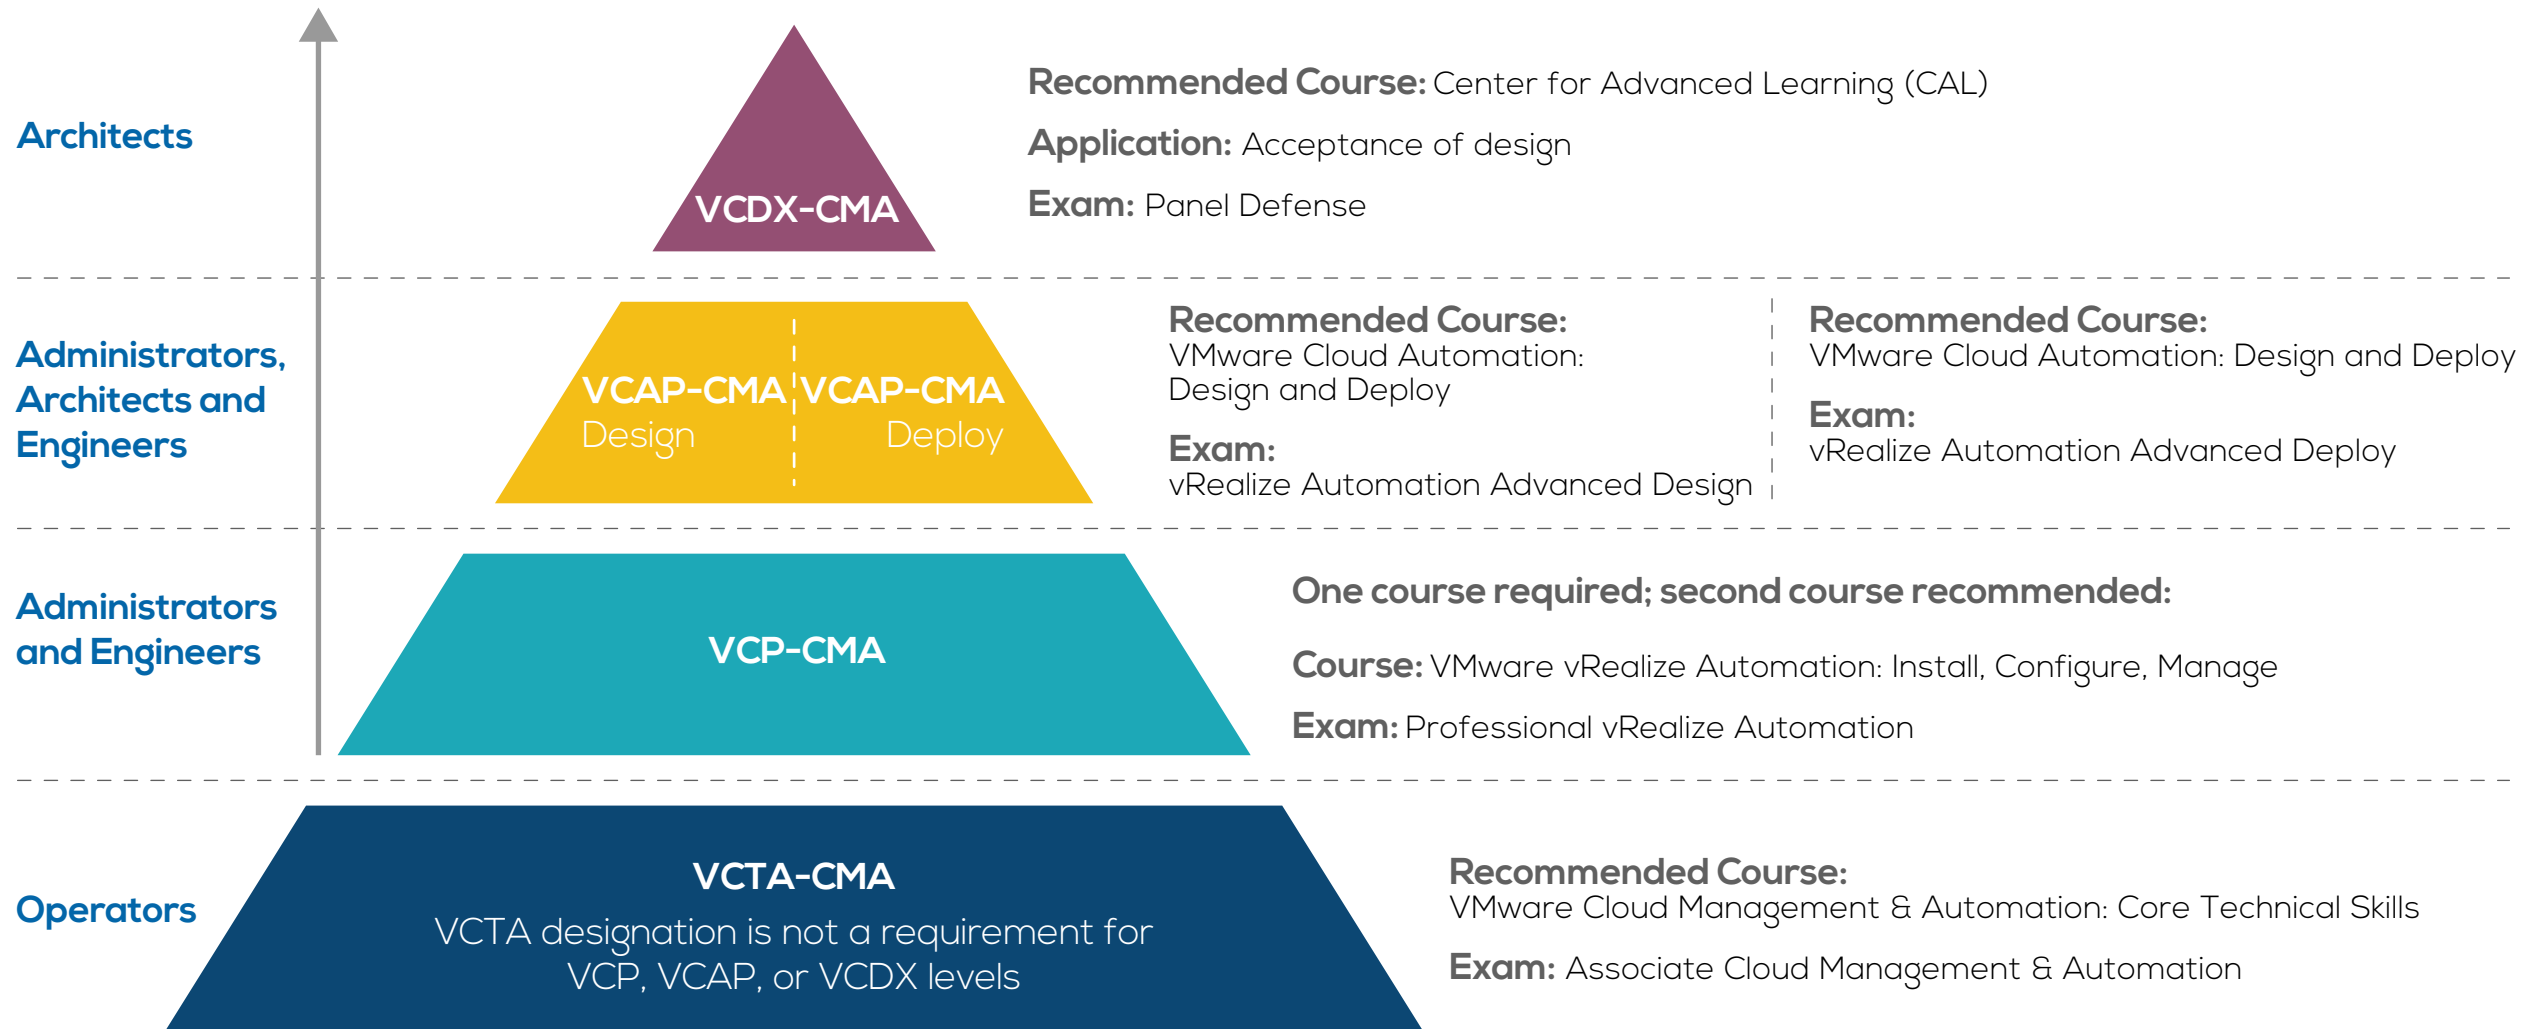 Architects
VCDX-CMA
Recommended Course: Center for Advanced Learning (CAL)
Application: Acceptance of design
Exam: Panel Defense
Administrators,
Architects and
Engineers
VCAP-CMA
Design
VCAP-CMA
Deploy
Recommended Course:
VMware Cloud Automation:
Design and Deploy
Exam:
vRealize Automation Advanced Design
Recommended Course:
VMware Cloud Automation: Design and Deploy
Exam:
vRealize Automation Advanced Deploy
Administrators
and Engineers
VCP-CMA
One course required; second course recommended:
Course: VMware vRealize Automation: Install, Configure, Manage
Exam: Professional vRealize Automation
Operators
VCTA-CMA
VCTA designation is not a requirement for
VCP, VCAP, or VCDX levels
Recommended Course:
VMware Cloud Management & Automation: Core Technical Skills
Exam: Associate Cloud Management & Automation